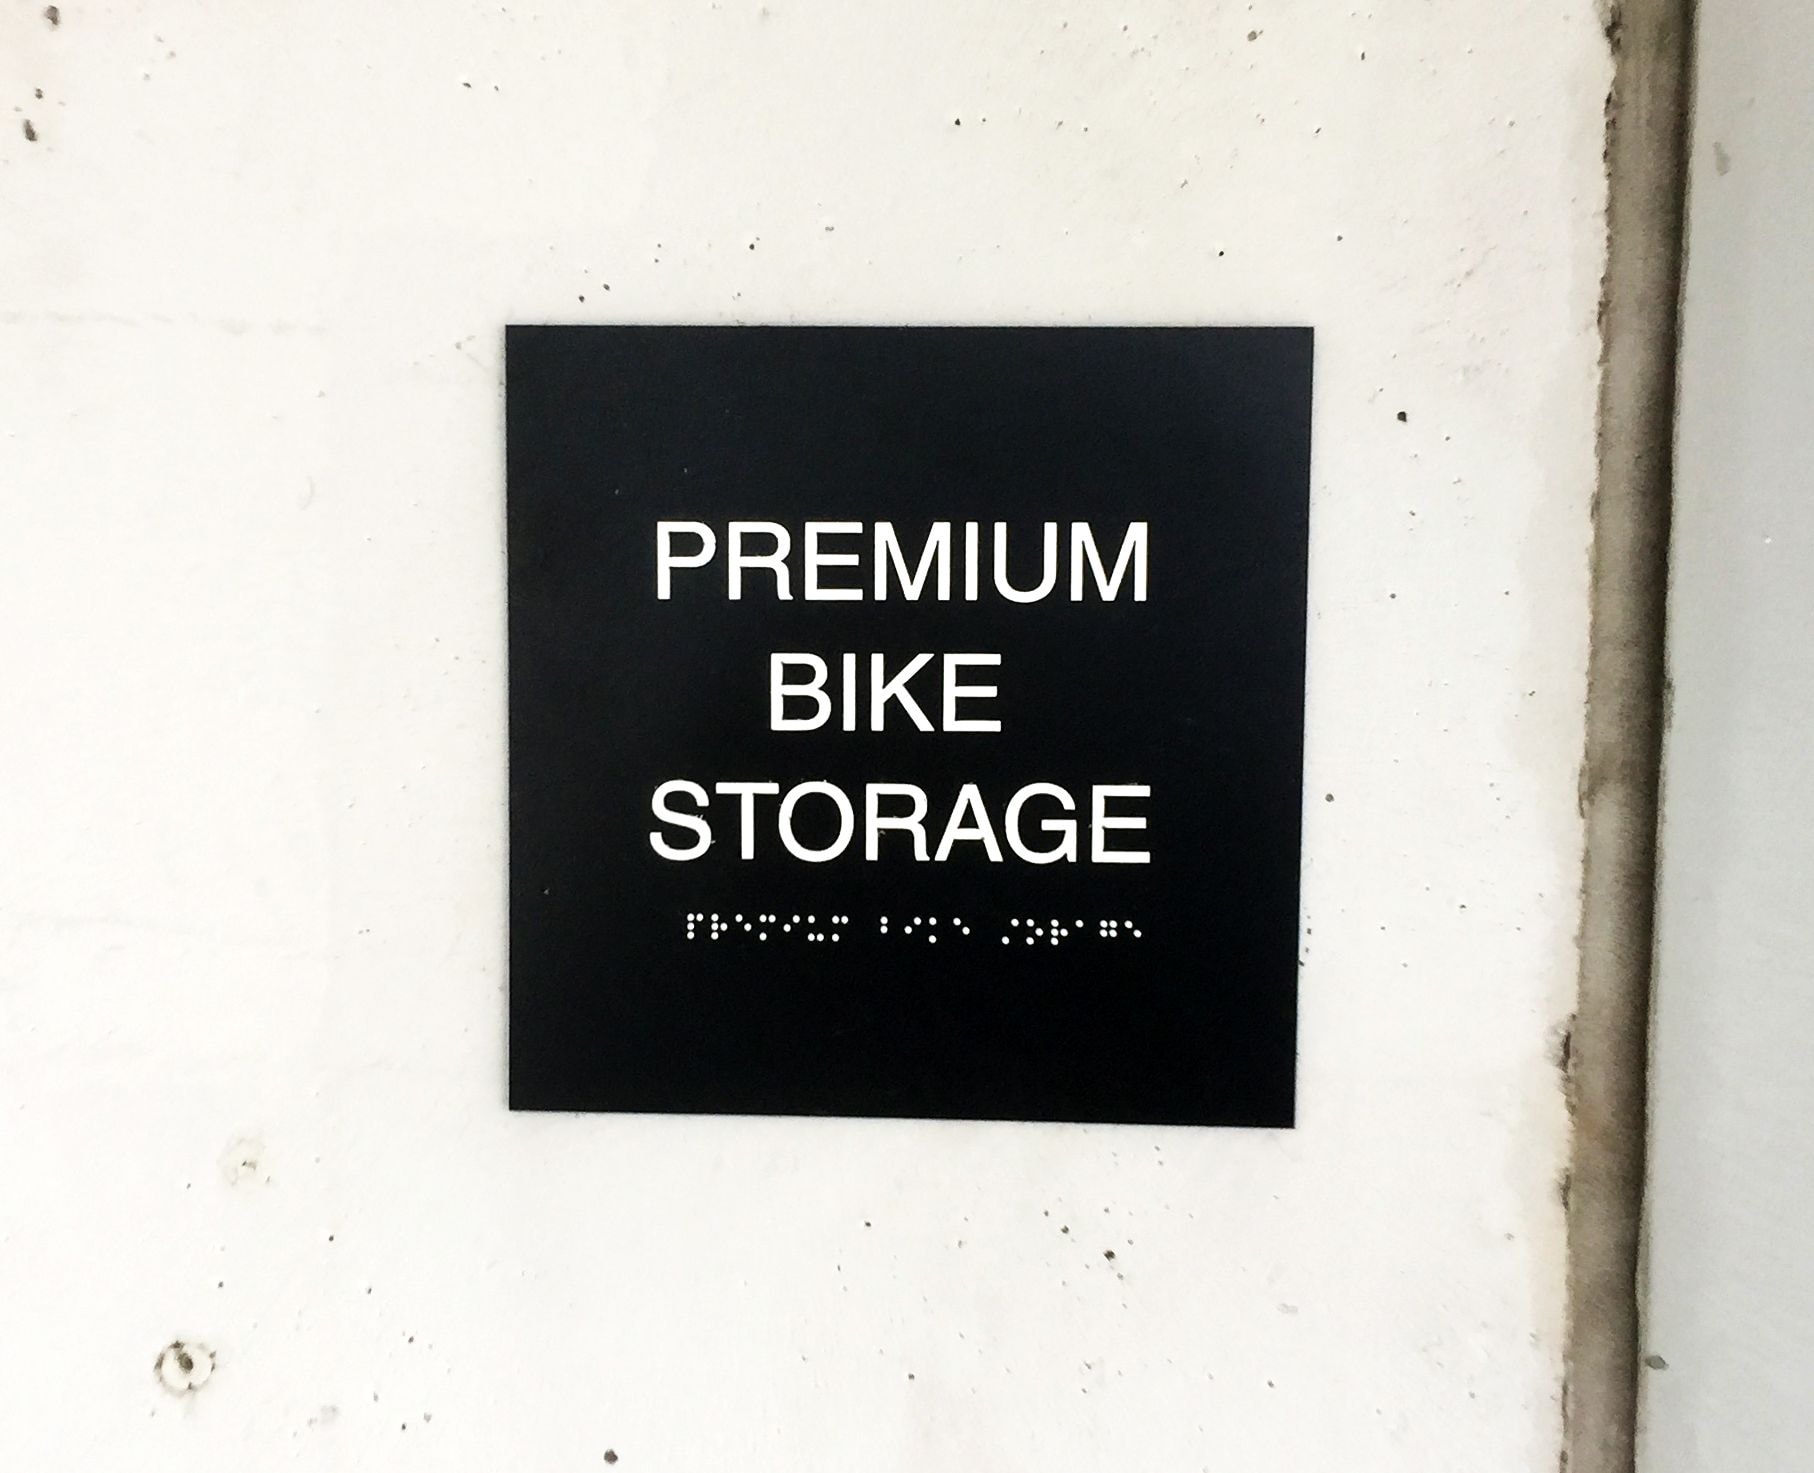 PREMIUM
BIKE
STORAGE
⠏⠗⠑⠍⠊⠥⠍ ⠃⠊⠅⠑ ⠌⠕⠗⠁⠛⠑